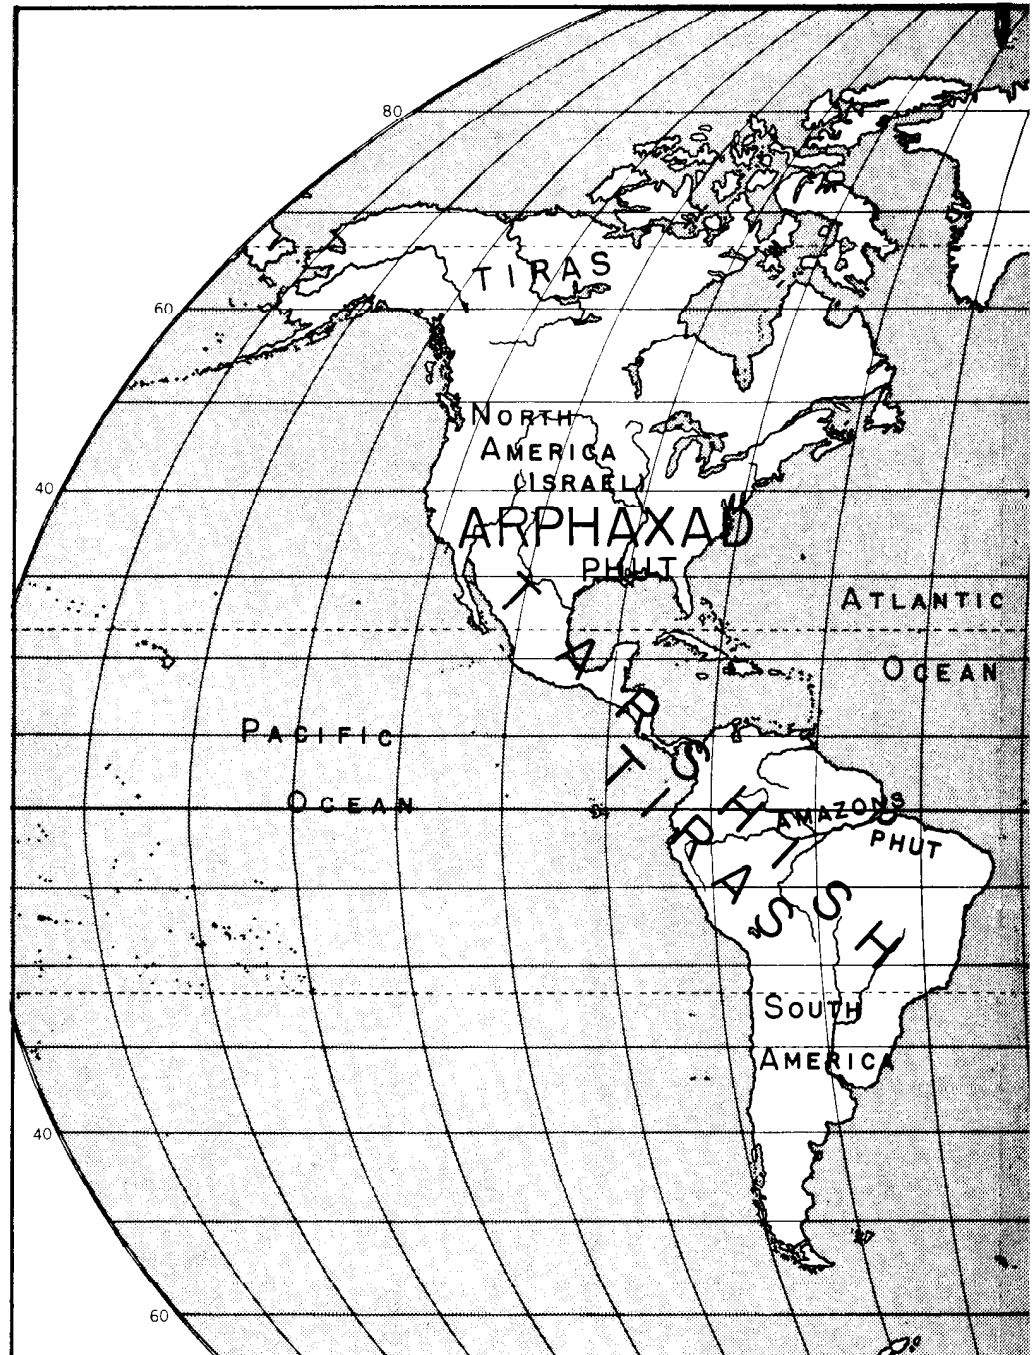 80
TIRAS
60
NORTH
AMERICA
(ISRAEL)
40
ARPHAXAD
PHUT
ATLANTIC
OCEAN
TARSHISH
PACIFIC
OCEAN
TIRAS
AMAZONS
PHUT
SOUTH
AMERICA
40
60